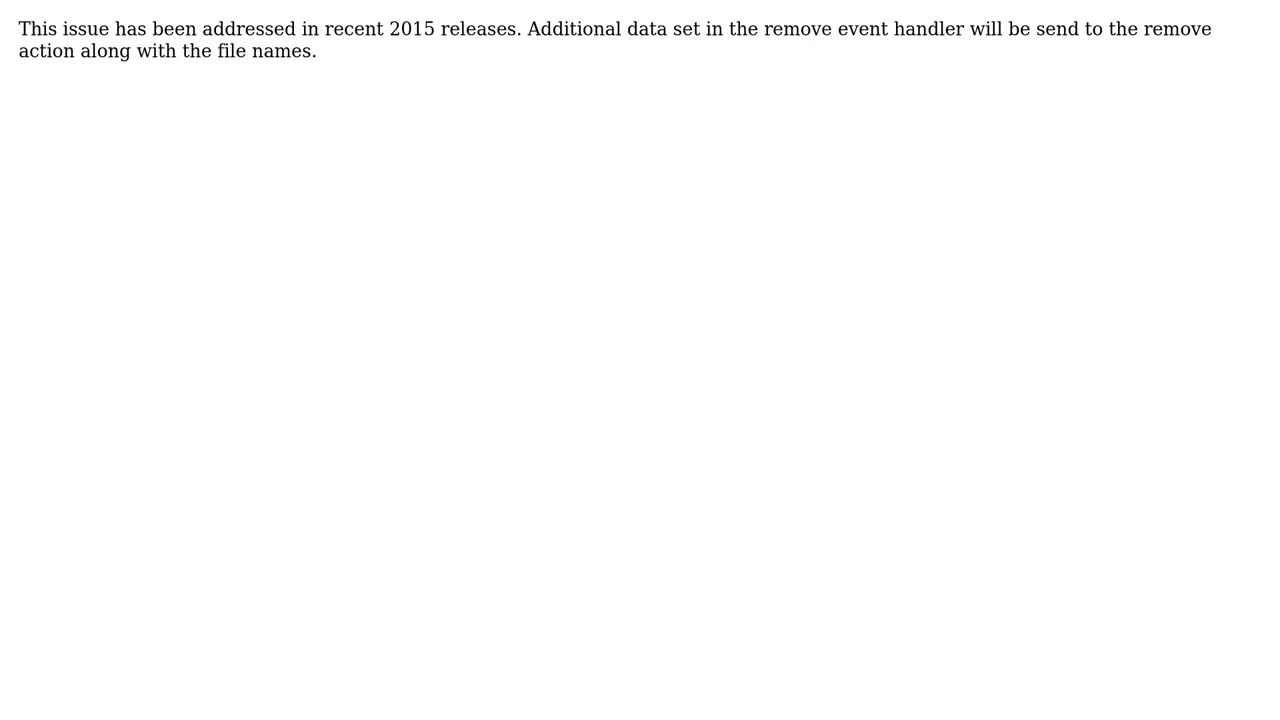 This issue has been addressed in recent 2015 releases. Additional data set in the remove event handler will be send to the remove
action along with the file names.